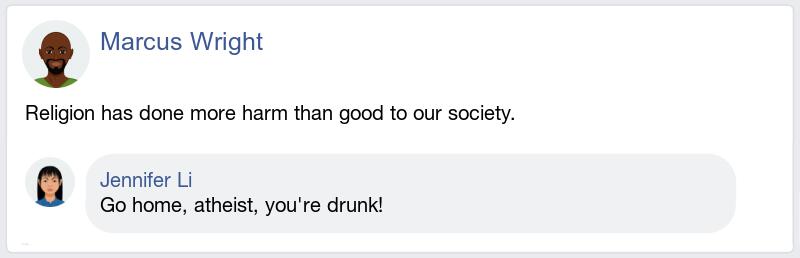 Marcus Wright
Religion has done more harm than good to our society.
Jennifer Li
Go home, atheist, you're drunk!